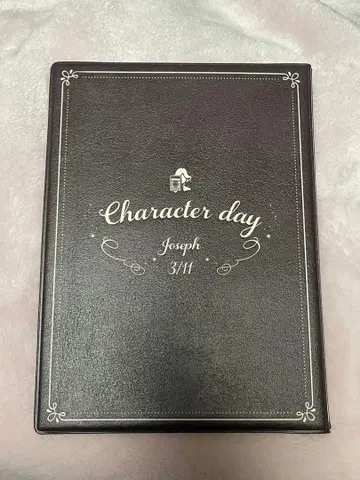 Character day
Joseph
3/11